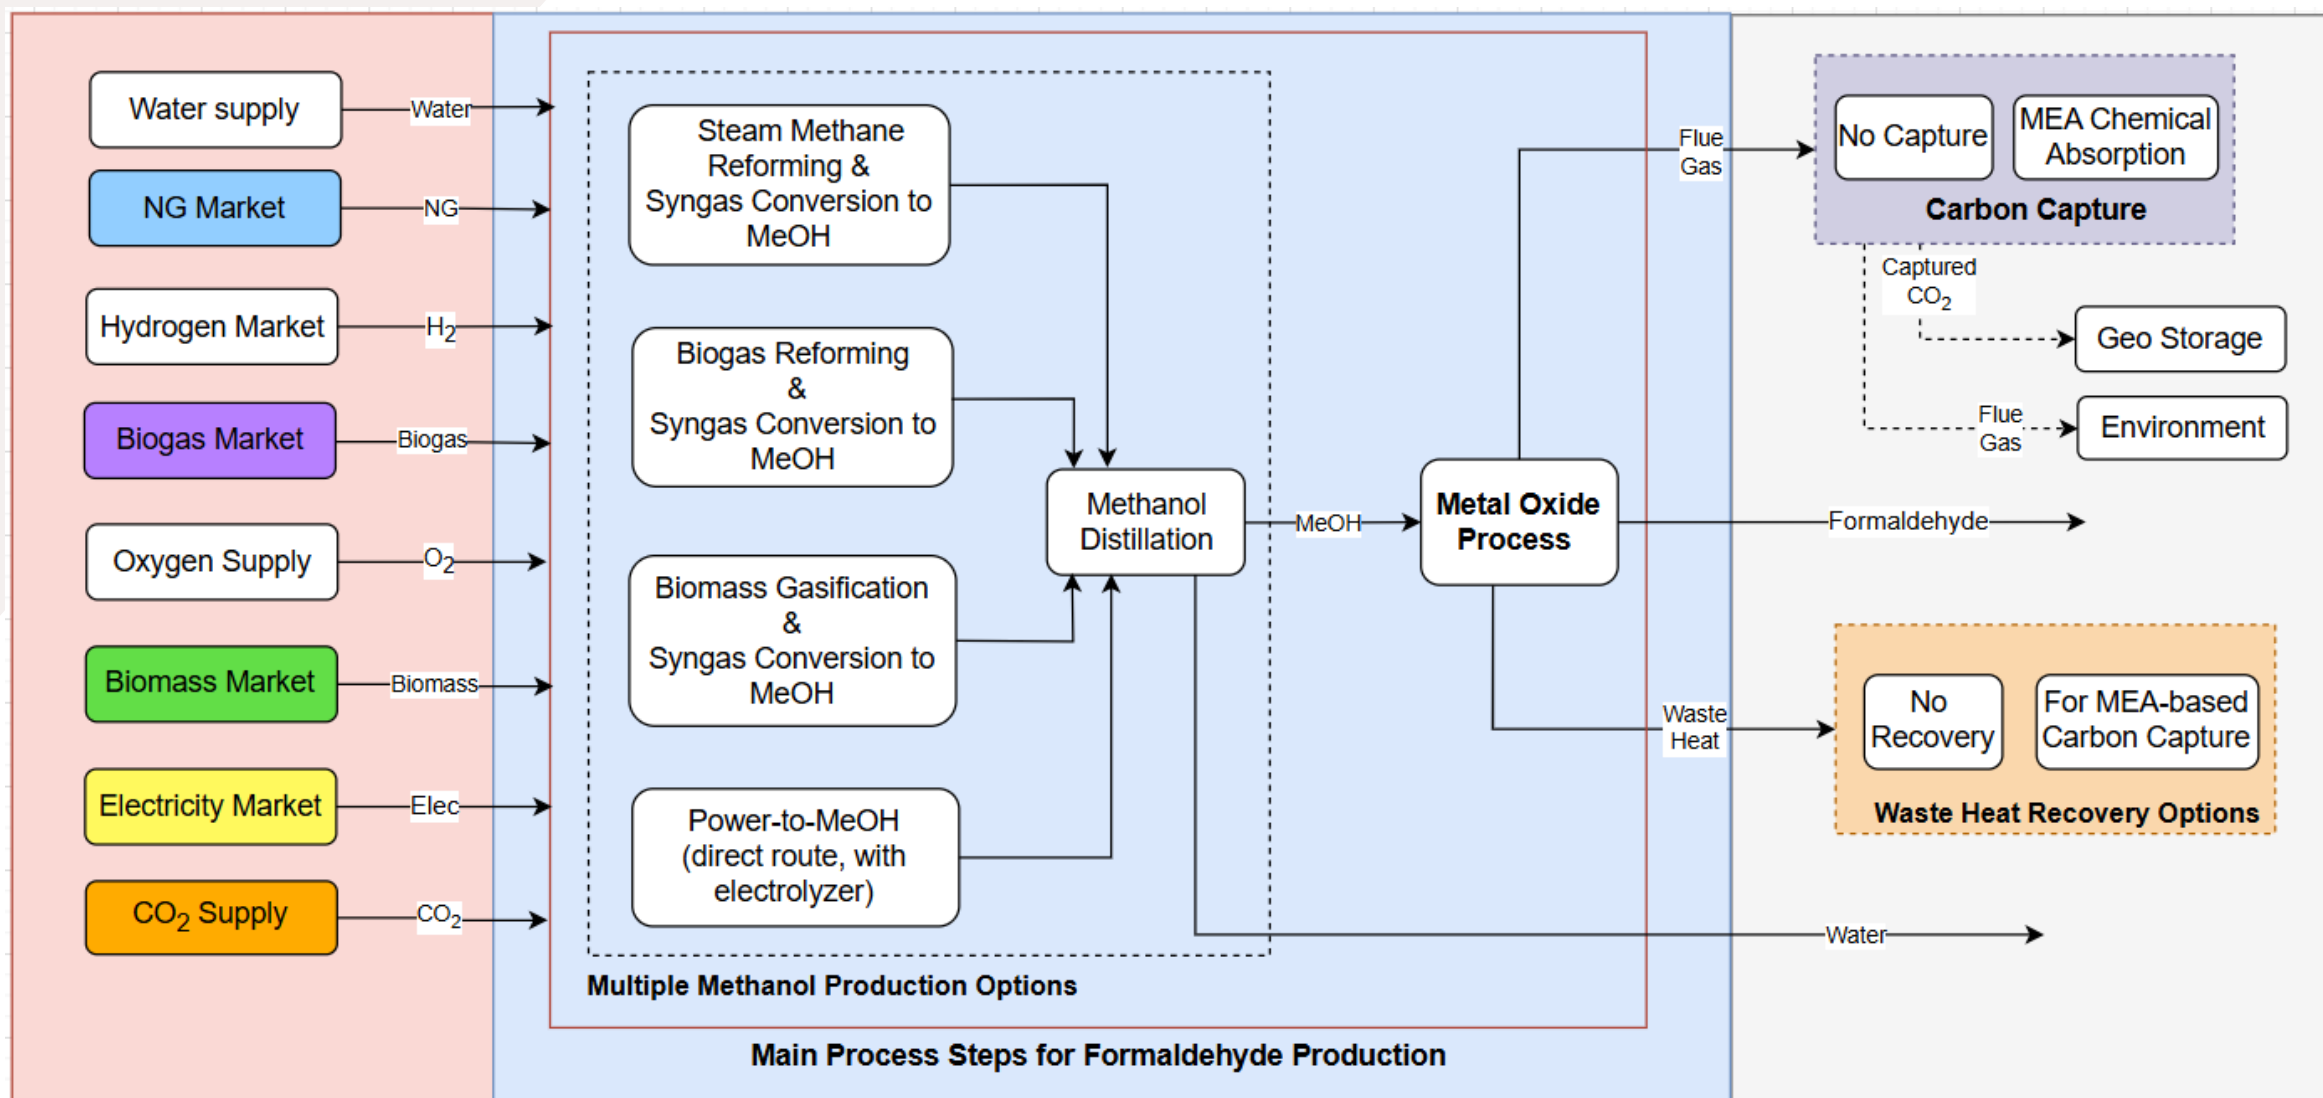 Water supply
Water
NG Market
NG
Hydrogen Market
H2
Biogas Market
Biogas
Oxygen Supply
O2
Biomass Market
Biomass
Electricity Market
Elec
CO2 Supply
CO2
Steam Methane
Reforming &
Syngas Conversion to
MeOH
Biogas Reforming
&
Syngas Conversion to
MeOH
Biomass Gasification
&
Syngas Conversion to
MeOH
Power-to-MeOH
(direct route, with
electrolyzer)
Methanol
Distillation
Multiple Methanol Production Options
MeOH
Metal Oxide
Process
Main Process Steps for Formaldehyde Production
Flue
Gas
No Capture
MEA Chemical
Absorption
Carbon Capture
Captured
CO2
Geo Storage
Flue
Gas
Environment
Formaldehyde
Waste
Heat
No
Recovery
For MEA-based
Carbon Capture
Waste Heat Recovery Options
Water